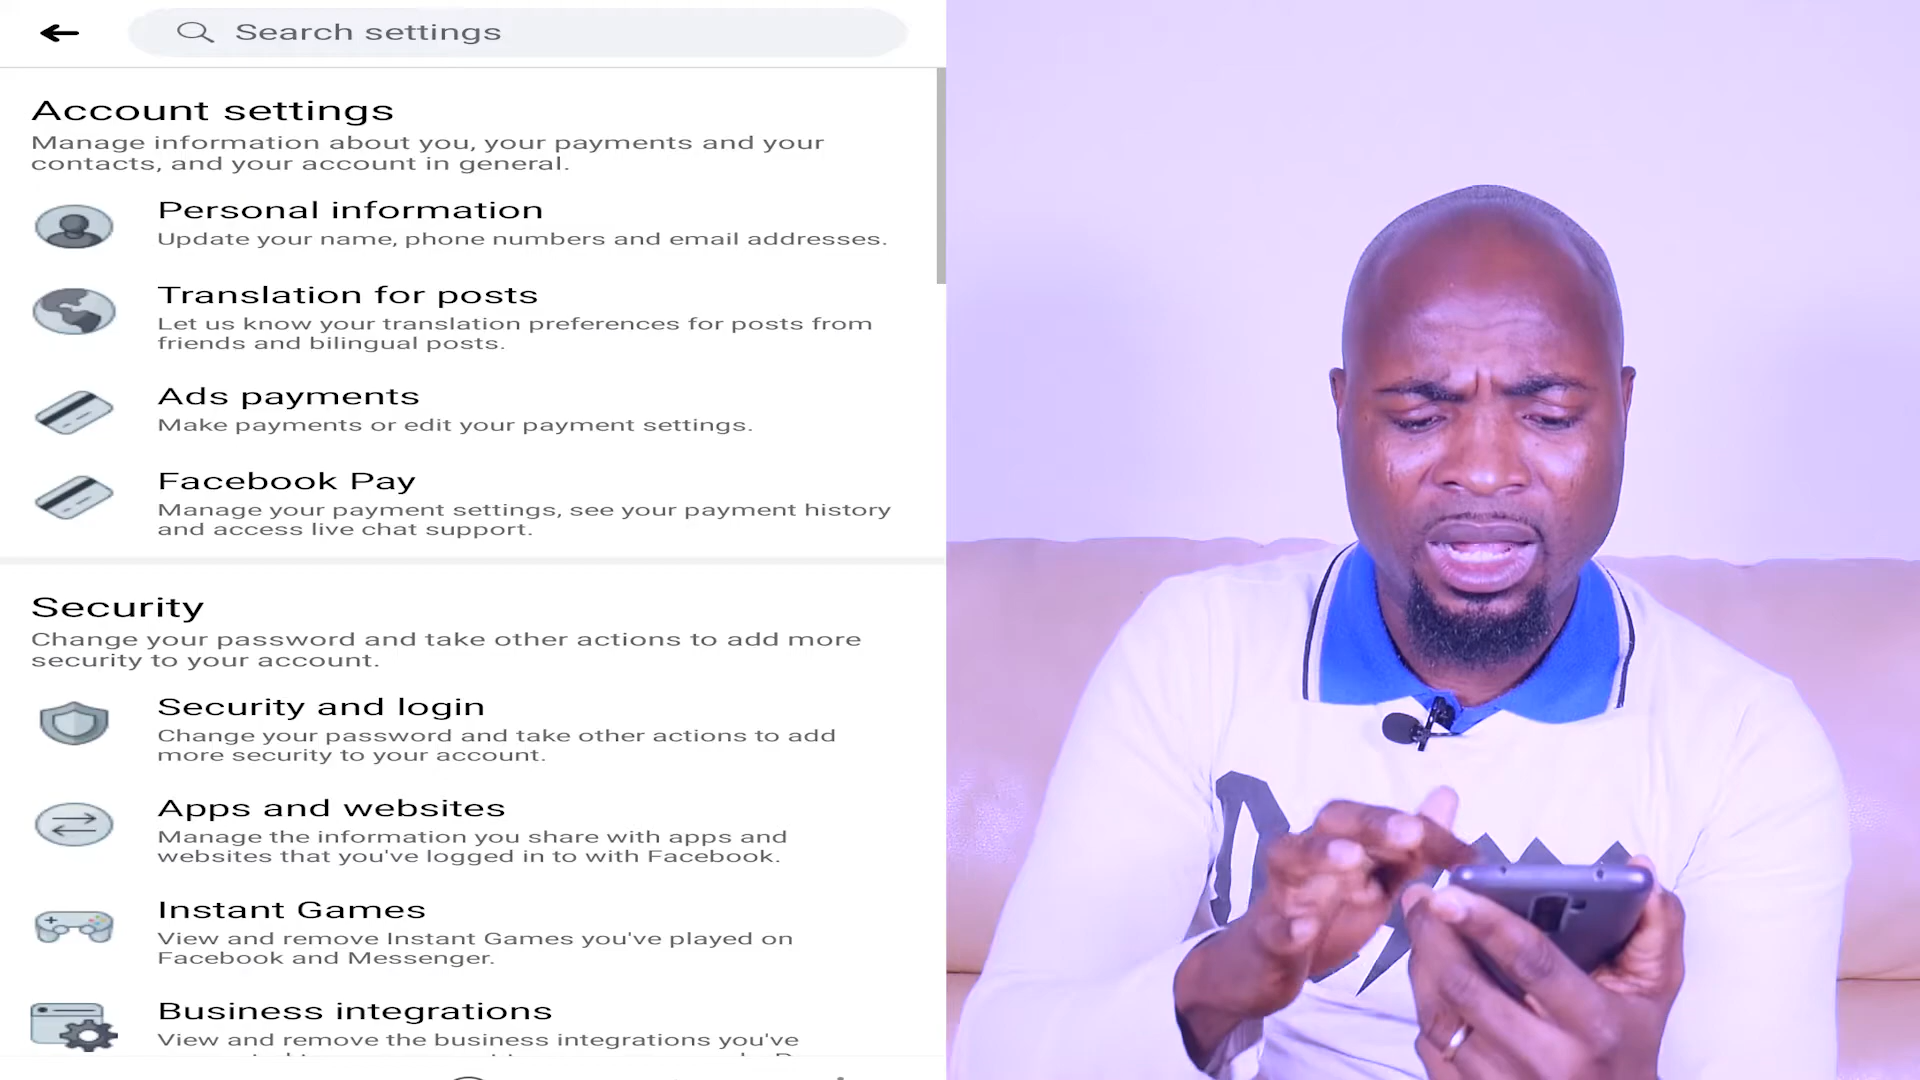 Search settings
Account settings
Manage information about you, your payments and your
contacts, and your account in general.
Personal information
Update your name, phone numbers and email addresses.
Translation for posts
Let us know your translation preferences for posts from
friends and bilingual posts.
Ads payments
Make payments or edit your payment settings.
Facebook Pay
Manage your payment settings, see your payment history
and access live chat support.
Security
Change your password and take other actions to add more
security to your account.
Security and login
Change your password and take other actions to add
more security to your account.
Apps and websites
Manage the information you share with apps and
websites that you've logged in to with Facebook.
Instant Games
View and remove Instant Games you've played on
Facebook and Messenger.
Business integrations
View and remove the business integrations you've